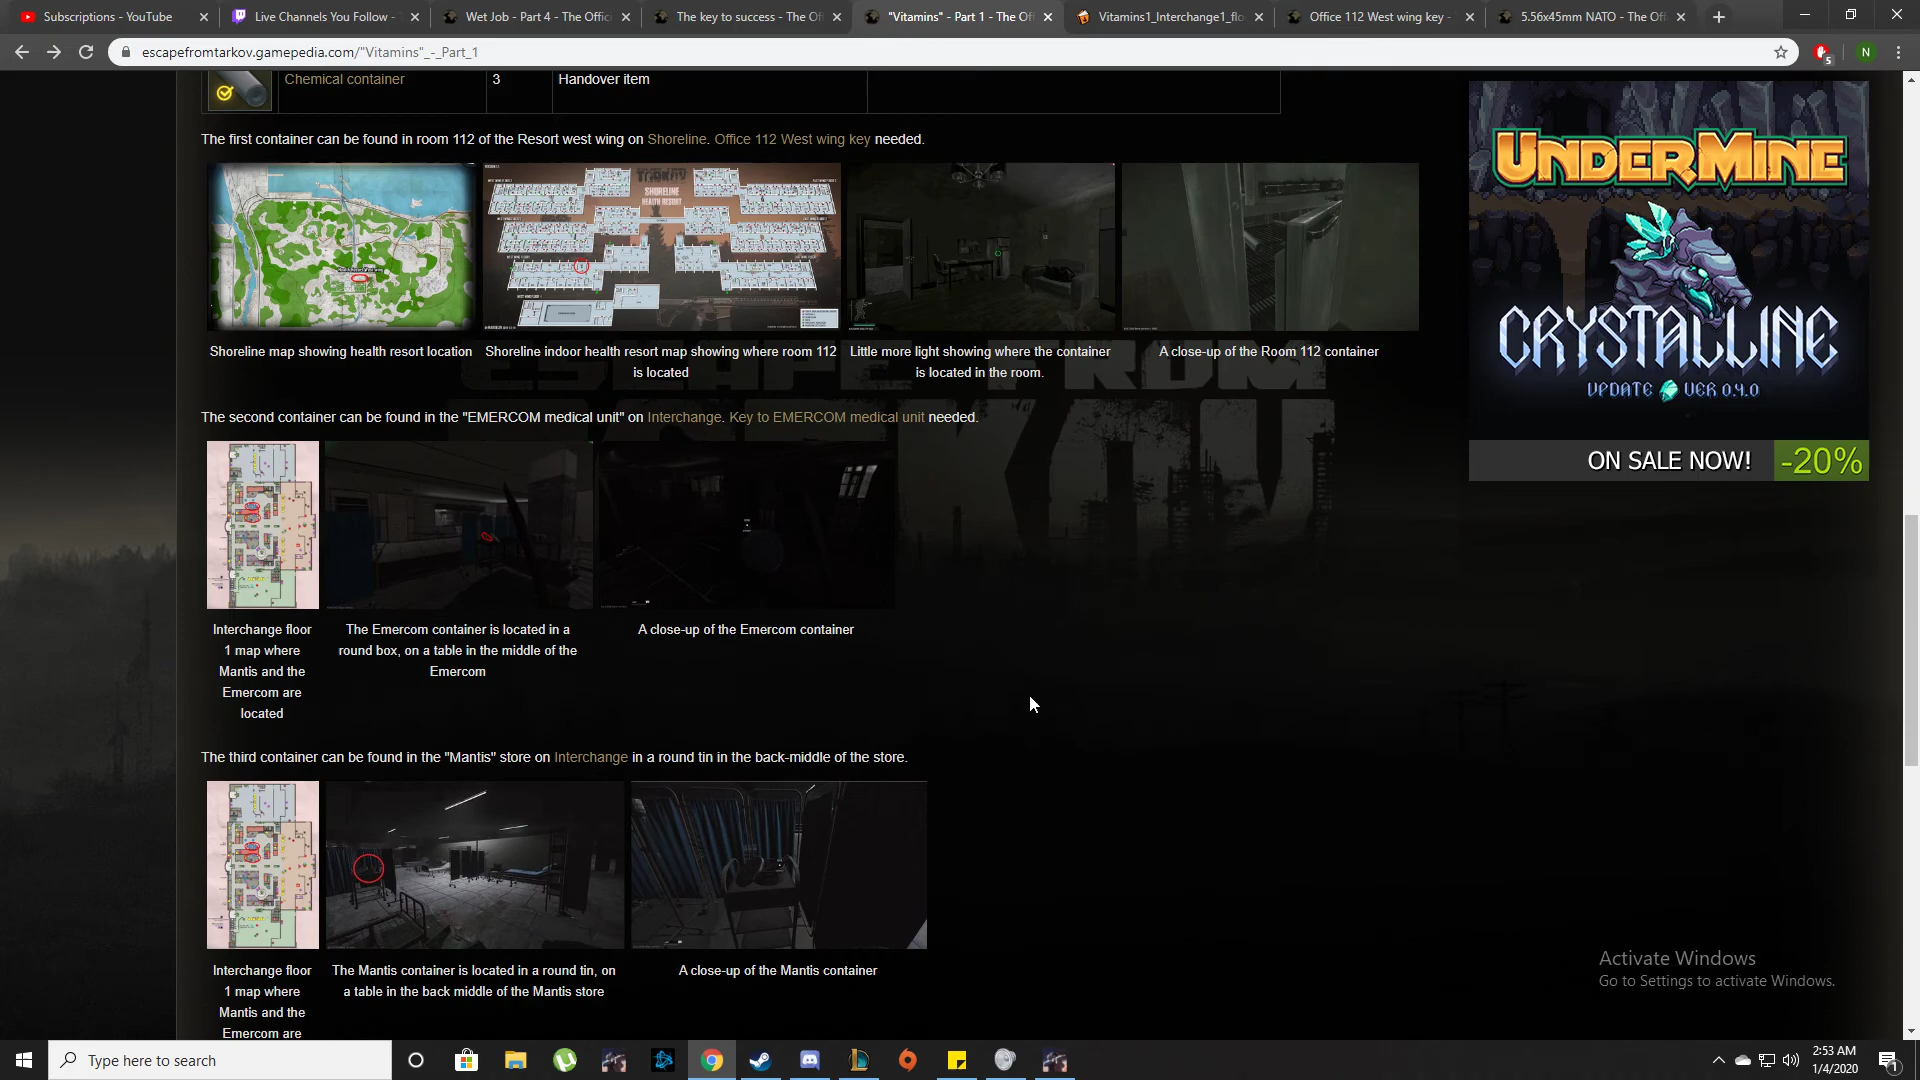 Subscriptions - YouTube
Live Channels You Follow -
Wet Job - Part 4 - The Offici
The key to success - The Of
"Vitamins" - Part 1 - The Off
Vitamins1_Interchange1_flo
Office 112 West wing key -
5.56x45mm NATO - The Off
escapefromtarkov.gamepedia.com/"Vitamins"_-_Part_1
5
N
Chemical container 3 Handover item
The first container can be found in room 112 of the Resort west wing on Shoreline. Office 112 West wing key needed.
SHORELINE
HEALTH RESORT
Shoreline map showing health resort location
Shoreline indoor health resort map showing where room 112
is located
Little more light showing where the container
is located in the room.
A close-up of the Room 112 container
ESCAPE FROM
The second container can be found in the "EMERCOM medical unit" on Interchange. Key to EMERCOM medical unit needed.
Interchange floor
1 map where
Mantis and the
Emercom are
located
The Emercom container is located in a
round box, on a table in the middle of the
Emercom
A close-up of the Emercom container
The third container can be found in the "Mantis" store on Interchange in a round tin in the back-middle of the store.
Interchange floor
1 map where
Mantis and the
Emercom are
The Mantis container is located in a round tin, on
a table in the back middle of the Mantis store
A close-up of the Mantis container
UNDERMINE
CRYSTALLINE
UPDATE VER 0.4.0
ON SALE NOW! -20%
Activate Windows
Go to Settings to activate Windows.
Type here to search
2:53 AM
1/4/2020
1